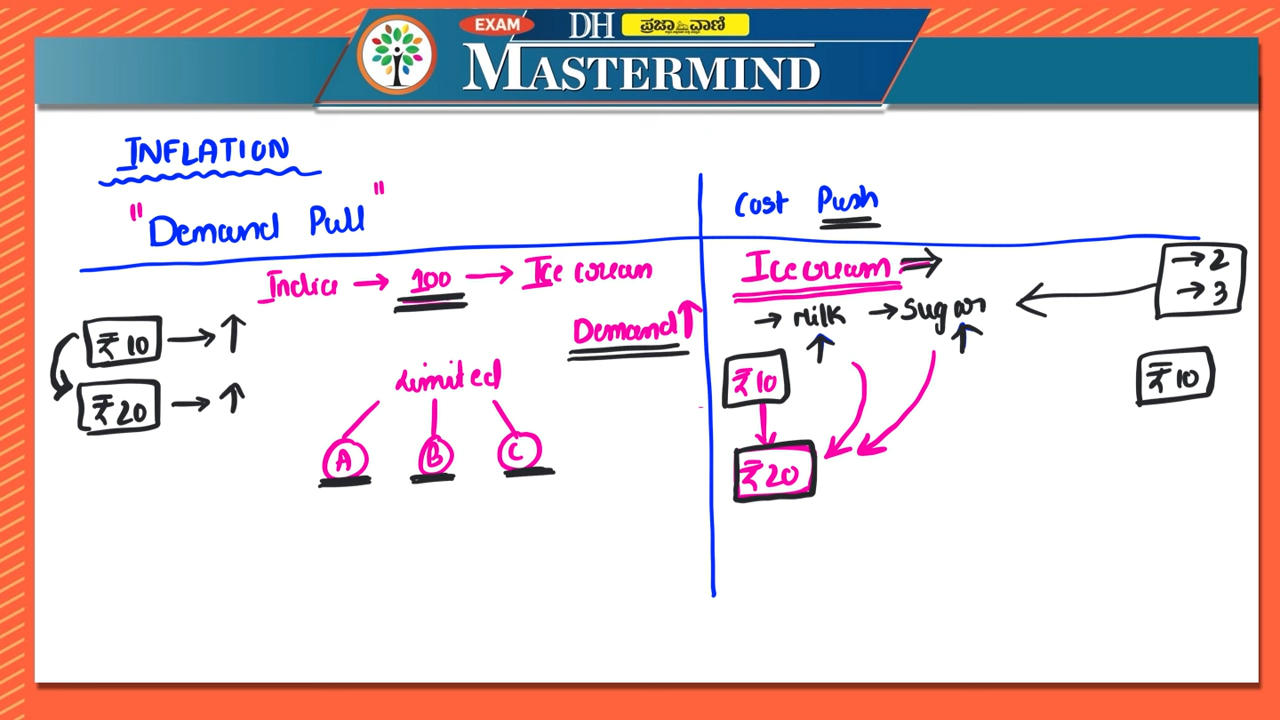 EXAM
DH ಪ್ರಜಾವಾಣಿ
MASTERMIND
INFLATION
"Demand Pull"
India → 100 → Ice cream
₹10 → ↑
₹20 → ↑
Demand ↑
Limited
A B C
Cost Push
Ice cream →
→ Milk → Sugar
↑ ↑
→ 2
→ 3
₹10
₹20
₹10